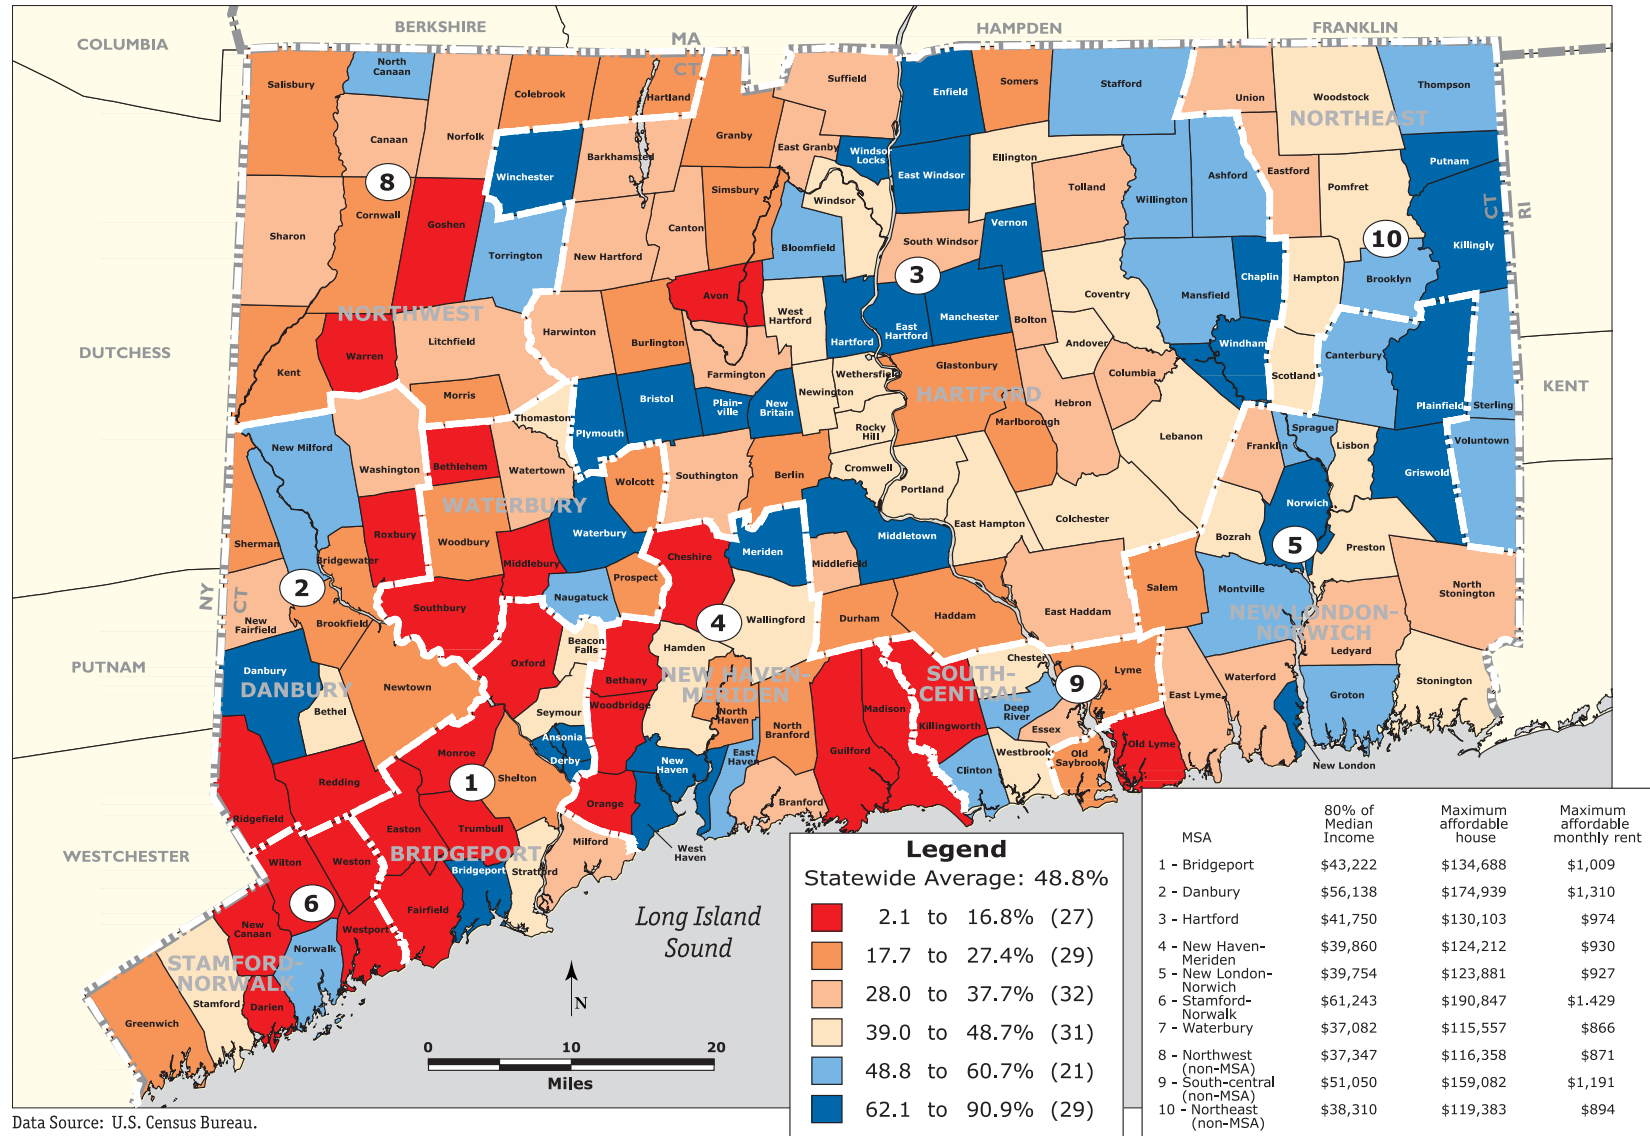 BERKSHIRE
HAMPDEN
FRANKLIN
COLUMBIA
MA
CT
North
Canaan
Salisbury
Colebrook
Hartland
Suffield
Enfield
Somers
Stafford
Union
Woodstock
Thompson
NORTHEAST
Canaan
Norfolk
Granby
East Granby
Windsor
Locks
Barkhamsted
Winchester
East Windsor
Ellington
Tolland
Willington
Ashford
Eastford
Pomfret
Putnam
8
Cornwall
Goshen
Simsbury
Windsor
Vernon
CT
RI
Sharon
Torrington
New Hartford
Canton
Bloomfield
South Windsor
3
10
Killingly
Mansfield
Chaplin
Hampton
Brooklyn
Avon
Coventry
NORTHWEST
Harwinton
Burlington
West
Hartford
Hartford
East
Hartford
Manchester
Bolton
Andover
Windham
Canterbury
DUTCHESS
Warren
Litchfield
Kent
Farmington
Wethersfield
Glastonbury
Columbia
Scotland
KENT
Morris
Thomaston
Plymouth
Bristol
Plain-
ville
New
Britain
Newington
HARTFORD
Hebron
Marlborough
Plainfield
Sterling
Rocky
Hill
Lebanon
Franklin
Sprague
Lisbon
Voluntown
New Milford
Washington
Bethlehem
Watertown
Wolcott
Southington
Berlin
Cromwell
Portland
Griswold
WATERBURY
East Hampton
Colchester
Norwich
Sherman
Bridgewater
Roxbury
Woodbury
Waterbury
Middlebury
Cheshire
Meriden
Middletown
Middlefield
Bozrah
5
Preston
2
Southbury
Naugatuck
Prospect
Salem
Montville
North
Stonington
NY
CT
New
Fairfield
Brookfield
4
Wallingford
Durham
Haddam
East Haddam
NEW LONDON-
NORWICH
Ledyard
PUTNAM
Danbury
DANBURY
Newtown
Oxford
Beacon
Falls
Hamden
Bethany
NEW HAVEN-
MERIDEN
SOUTH-
CENTRAL
Chester
9
Lyme
East Lyme
Waterford
Groton
Stonington
Bethel
Seymour
Woodbridge
North
Haven
North
Branford
Guilford
Madison
Killingworth
Deep
River
Essex
Westbrook
Old
Saybrook
Old Lyme
Monroe
Ansonia
Derby
New
Haven
East
Haven
Clinton
New London
Redding
1
Shelton
Orange
Branford
Ridgefield
Easton
Trumbull
Milford
West
Haven
WESTCHESTER
Wilton
Weston
BRIDGEPORT
Bridgeport
Stratford
6
Fairfield
New
Canaan
Westport
Norwalk
STAMFORD-
NORWALK
Stamford
Darien
Greenwich
Long Island
Sound
N
0 10 20
Miles
Legend
Statewide Average: 48.8%
2.1 to 16.8% (27)
17.7 to 27.4% (29)
28.0 to 37.7% (32)
39.0 to 48.7% (31)
48.8 to 60.7% (21)
62.1 to 90.9% (29)
MSA 80% of Median Income Maximum affordable house Maximum affordable monthly rent
1 - Bridgeport $43,222 $134,688 $1,009
2 - Danbury $56,138 $174,939 $1,310
3 - Hartford $41,750 $130,103 $974
4 - New Haven- Meriden $39,860 $124,212 $930
5 - New London- Norwich $39,754 $123,881 $927
6 - Stamford- Norwalk $61,243 $190,847 $1.429
7 - Waterbury $37,082 $115,557 $866
8 - Northwest (non-MSA) $37,347 $116,358 $871
9 - South-central (non-MSA) $51,050 $159,082 $1,191
10 - Northeast (non-MSA) $38,310 $119,383 $894
Data Source: U.S. Census Bureau.